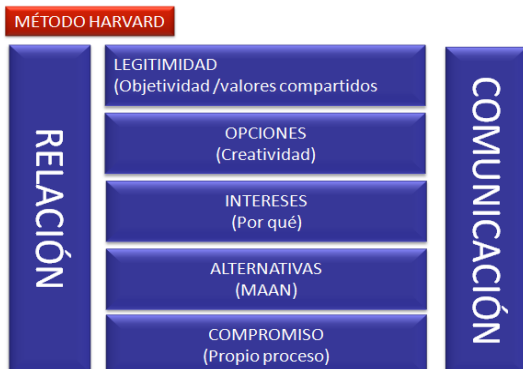 MÉTODO HARVARD
RELACIÓN
LEGITIMIDAD
(Objetividad /valores compartidos
OPCIONES
(Creatividad)
INTERESES
(Por qué)
ALTERNATIVAS
(MAAN)
COMPROMISO
(Propio proceso)
COMUNICACIÓN